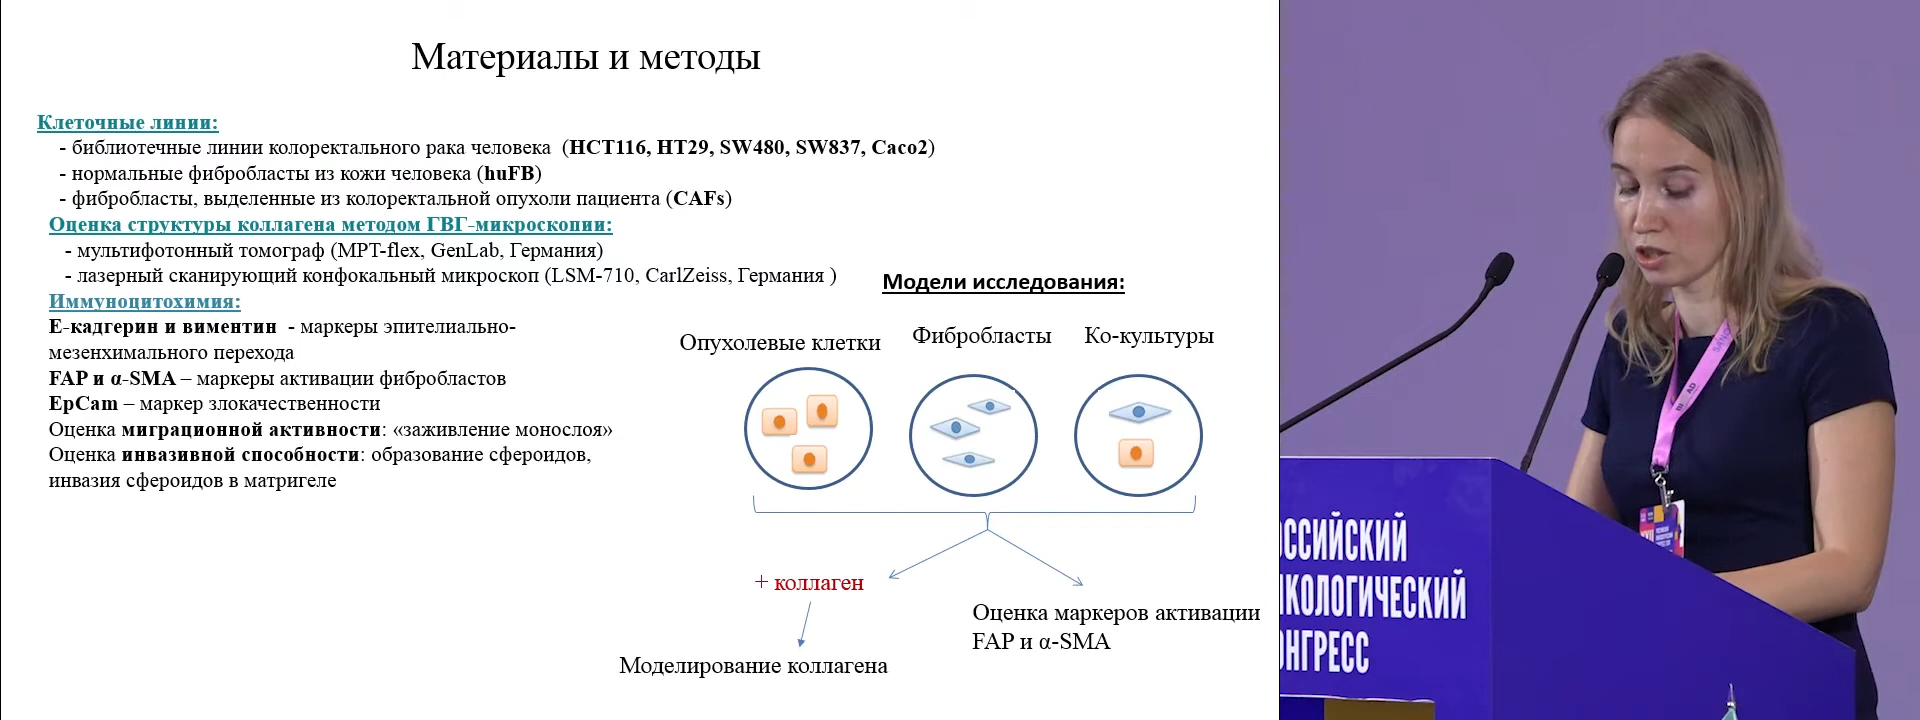 Материалы и методы
Клеточные линии:
- библиотечные линии колоректального рака человека (HCT116, HT29, SW480, SW837, Caco2)
- нормальные фибробласты из кожи человека (huFB)
- фибробласты, выделенные из колоректальной опухоли пациента (CAFs)
Оценка структуры коллагена методом ГВГ-микроскопии:
- мультифотонный томограф (MPT-flex, GenLab, Германия)
- лазерный сканирующий конфокальный микроскоп (LSM-710, CarlZeiss, Германия )
Иммуноцитохимия:
Е-кадгерин и виментин - маркеры эпителиально-
мезенхимального перехода
FAP и α-SMA – маркеры активации фибробластов
EpCam – маркер злокачественности
Оценка миграционной активности: «заживление монослоя»
Оценка инвазивной способности: образование сфероидов,
инвазия сфероидов в матригеле
Модели исследования:
Опухолевые клетки
Фибробласты
Ко-культуры
+ коллаген
Моделирование коллагена
Оценка маркеров активации
FAP и α-SMA
ОССИЙСКИЙ
НКОЛОГИЧЕСКИЙ
ОНГРЕСС